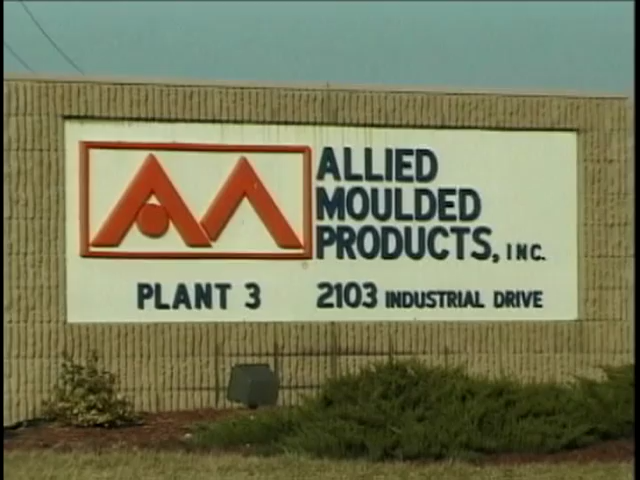 ALLIED
MOULDED
PRODUCTS, INC.
PLANT 3 2103 INDUSTRIAL DRIVE